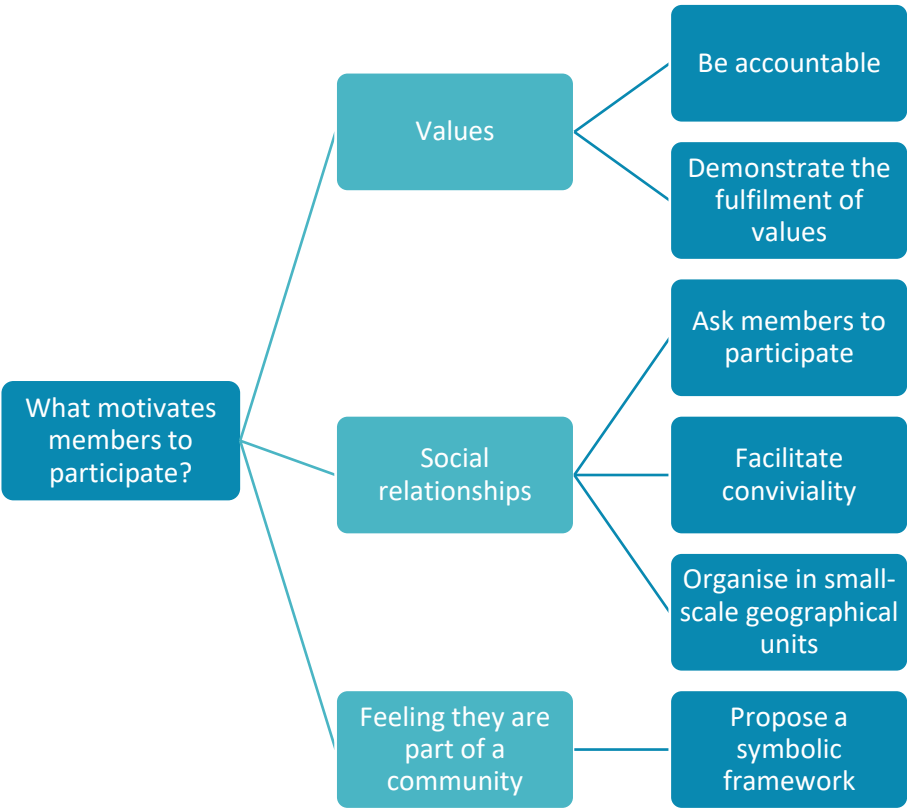 What motivates
members to
participate?
Values
Be accountable
Demonstrate the
fulfilment of
values
Social
relationships
Ask members to
participate
Facilitate
conviviality
Organise in small-
scale geographical
units
Feeling they are
part of a
community
Propose a
symbolic
framework